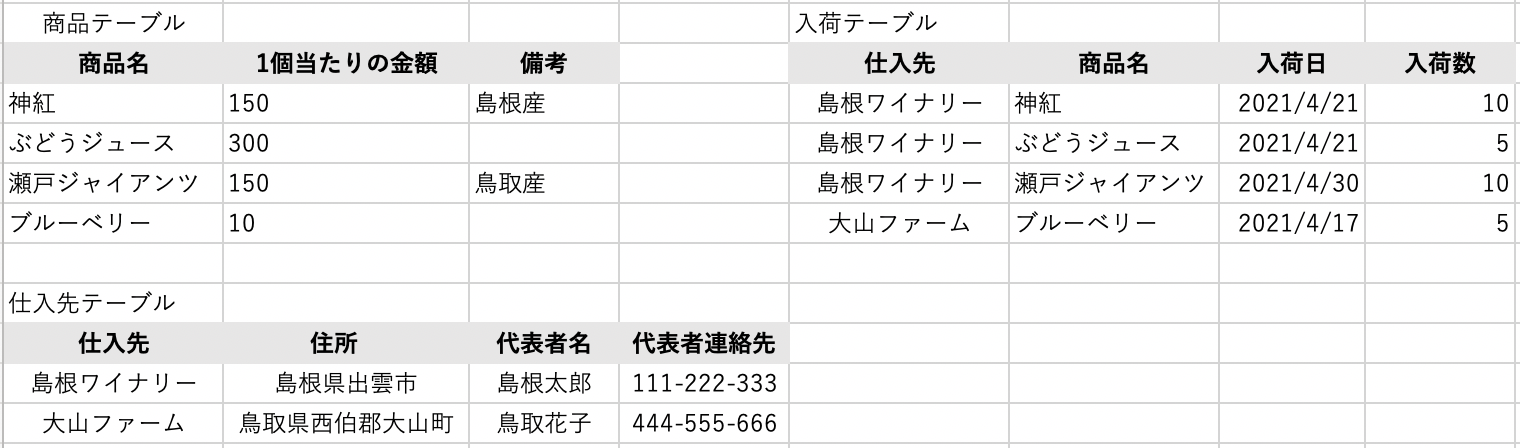 商品テーブル 入荷テーブル
商品名 1個当たりの金額 備考 仕入先 商品名 入荷日 入荷数
神紅 150 島根産 島根ワイナリー 神紅 2021/4/21 10
ぶどうジュース 300 島根ワイナリー ぶどうジュース 2021/4/21 5
瀬戸ジャイアンツ 150 鳥取産 島根ワイナリー 瀬戸ジャイアンツ 2021/4/30 10
ブルーベリー 10 大山ファーム ブルーベリー 2021/4/17 5
仕入先テーブル
仕入先 住所 代表者名 代表者連絡先
島根ワイナリー 島根県出雲市 島根太郎 111-222-333
大山ファーム 鳥取県西伯郡大山町 鳥取花子 444-555-666